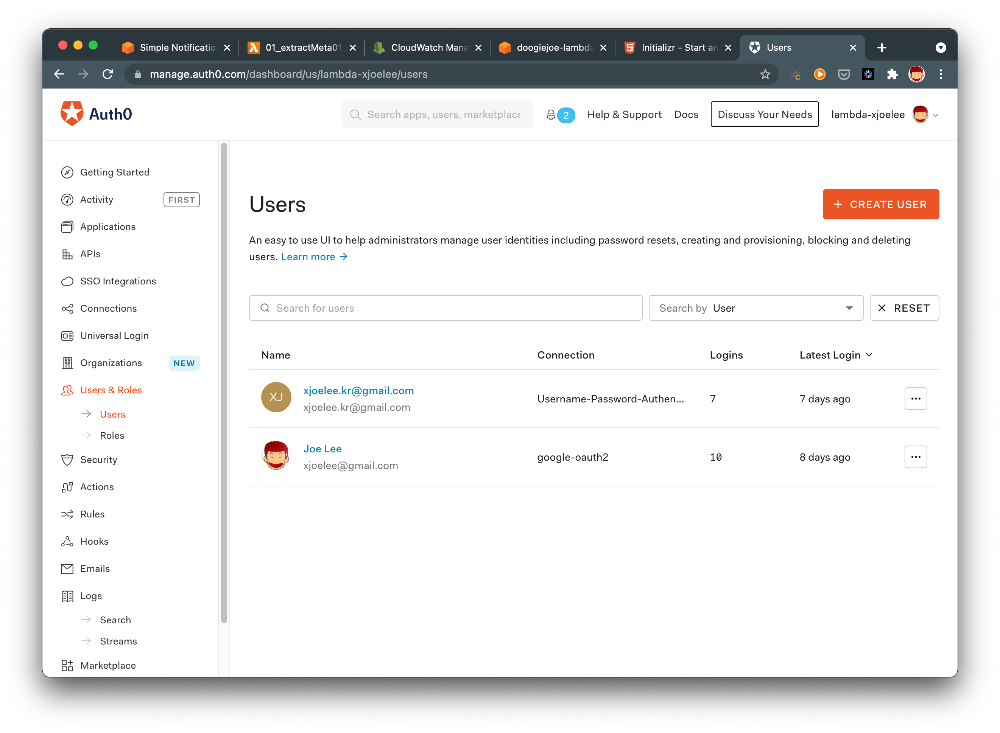 Simple Notificatio
01_extractMeta01
CloudWatch Mana
doogiejoe-lambda
Initializr - Start an
Users
manage.auth0.com/dashboard/us/lambda-xjoelee/users
Auth0
Search apps, users, marketplace
2
Help & Support
Docs
Discuss Your Needs
lambda-xjoelee
Getting Started
Activity
FIRST
Applications
APIs
SSO Integrations
Connections
Universal Login
Organizations
NEW
Users & Roles
Users
Roles
Security
Actions
Rules
Hooks
Emails
Logs
Search
Streams
Marketplace
Users
+ CREATE USER
An easy to use UI to help administrators manage user identities including password resets, creating and provisioning, blocking and deleting
users. Learn more →
Search for users
Search by User
RESET
Name Connection Logins Latest Login
XJ
xjoelee.kr@gmail.com
xjoelee.kr@gmail.com
Username-Password-Authen...
7
7 days ago
Joe Lee
xjoelee@gmail.com
google-oauth2
10
8 days ago